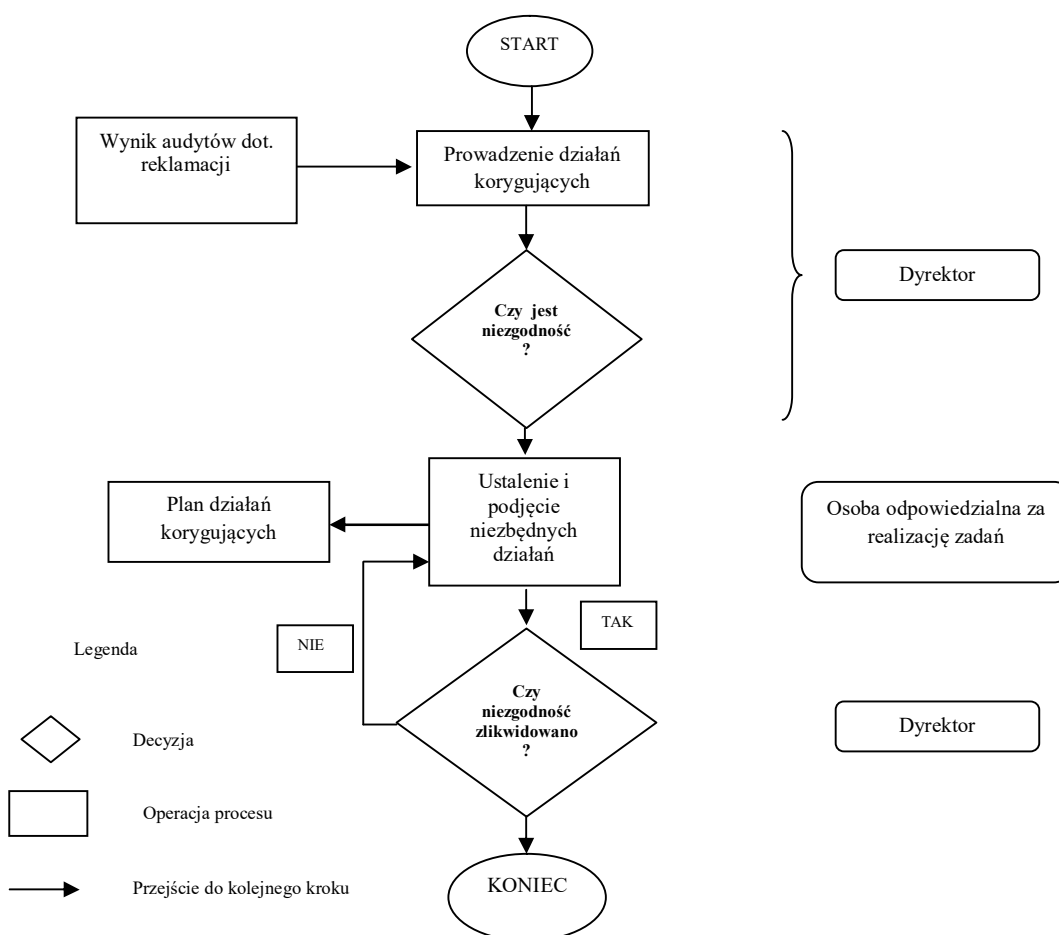 START
Wynik audytów dot.
reklamacji
Prowadzenie działań
korygujących
Dyrektor
Czy jest
niezgodność
?
Ustalenie i
podjęcie
niezbędnych
działań
Plan działań
korygujących
Osoba odpowiedzialna za
realizację zadań
TAK
NIE
Legenda
Czy
niezgodność
zlikwidowano
?
Dyrektor
Decyzja
Operacja procesu
Przejście do kolejnego kroku
KONIEC